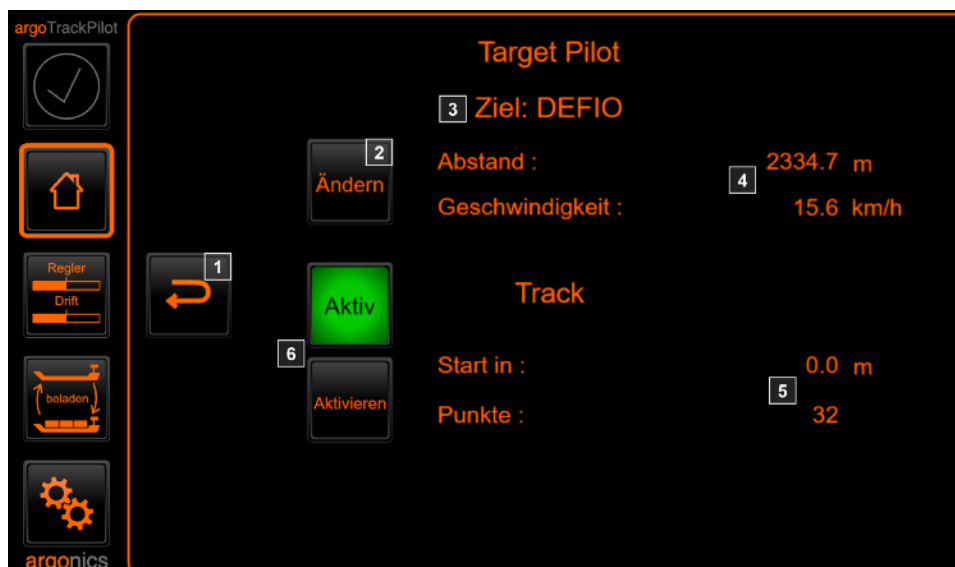 argoTrackPilot
Target Pilot
3 Ziel: DEFIO
2
Ändern
Abstand : 4 2334.7 m
Geschwindigkeit : 15.6 km/h
Regler
Drift
1
Aktiv
Track
6
Start in : 0.0 m
5
beladen
Aktivieren
Punkte : 32
argonics